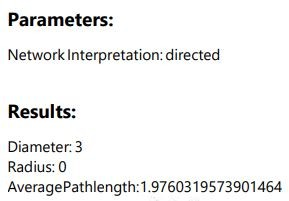 Parameters:
Network Interpretation: directed
Results:
Diameter: 3
Radius: 0
AveragePathlength:1.9760319573901464